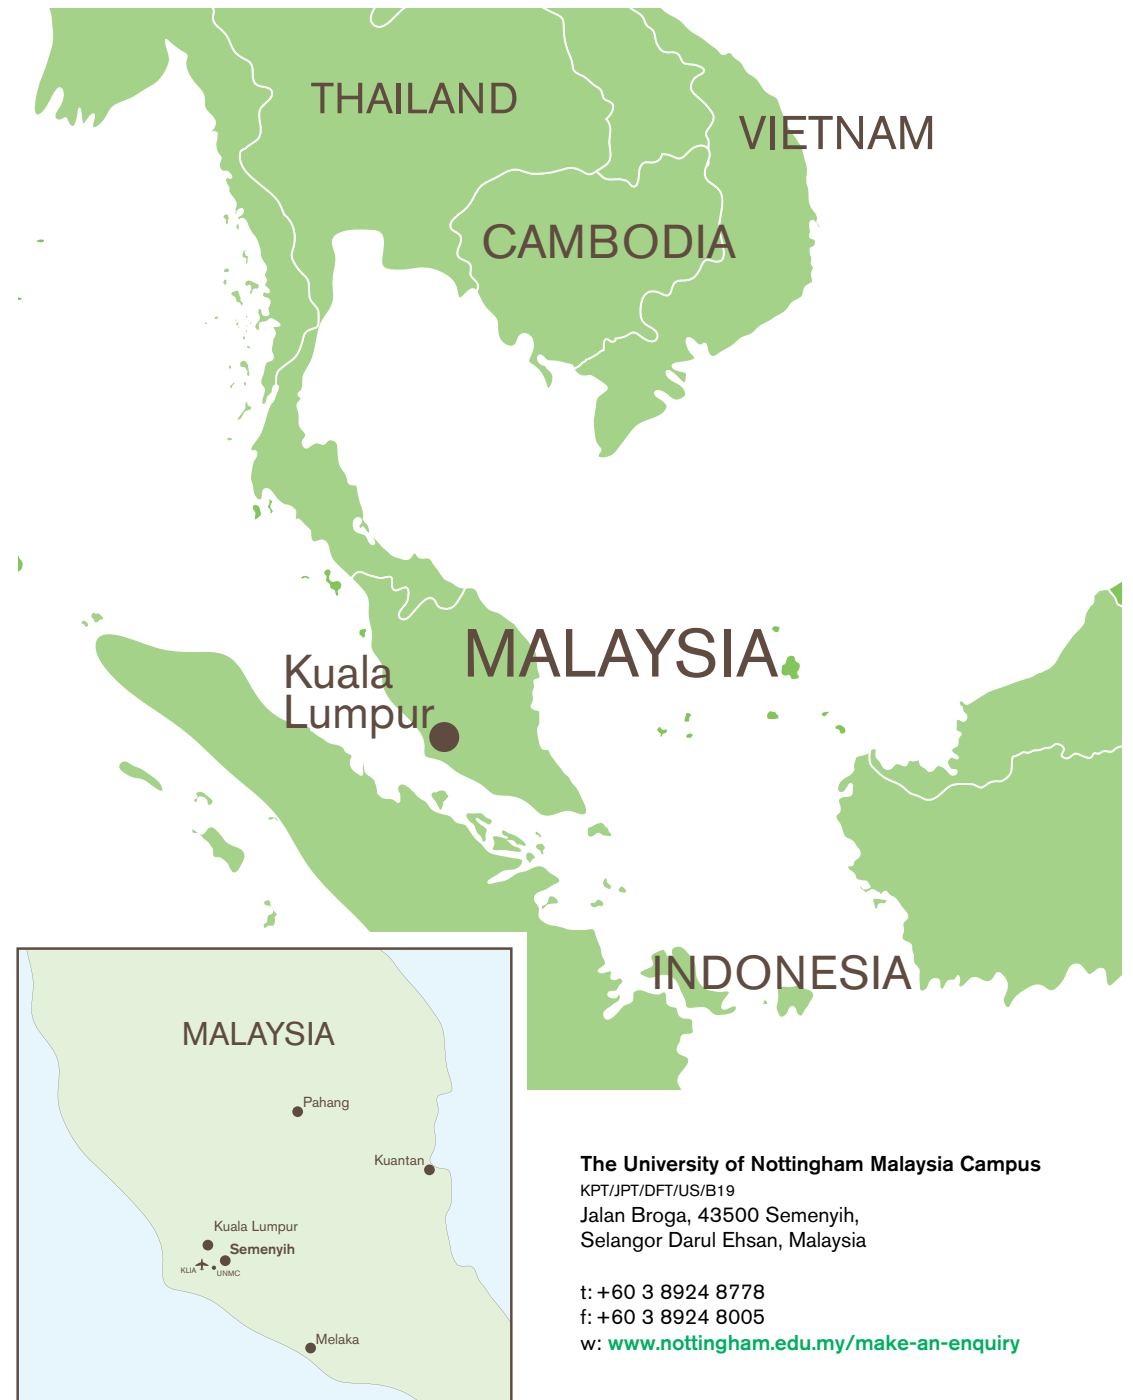 THAILAND
VIETNAM
CAMBODIA
MALAYSIA
Kuala
Lumpur
INDONESIA
MALAYSIA
Pahang
Kuantan
Kuala Lumpur
Semenyih
KLIA
UNMC
Melaka
The University of Nottingham Malaysia Campus
KPT/JPT/DFT/US/B19
Jalan Broga, 43500 Semenyih,
Selangor Darul Ehsan, Malaysia
t: +60 3 8924 8778
f: +60 3 8924 8005
w: www.nottingham.edu.my/make-an-enquiry